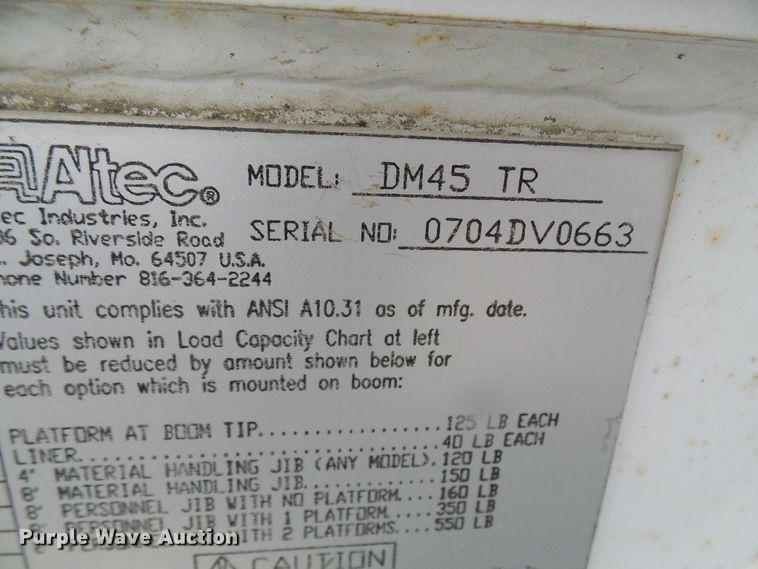 Altec®
MODEL: DM45 TR
ec Industries, Inc.
So. Riverside Road
SERIAL NO: 0704DV0663
. Joseph, Mo. 64507 U.S.A.
hone Number 816-364-2244
his unit complies with ANSI A10.31 as of mfg. date.
Values shown in Load Capacity Chart at left
must be reduced by amount shown below for
each option which is mounted on boom:
PLATFORM AT BOOM TIP..................125 LB EACH
LINER.......................................40 LB EACH
4' MATERIAL HANDLING JIB (ANY MODEL).120 LB
8' MATERIAL HANDLING JIB...............150 LB
8' PERSONNEL JIB WITH NO PLATFORM....160 LB
8' PERSONNEL JIB WITH 1 PLATFORM.....350 LB
WITH 2 PLATFORMS...550 LB
⚠ CAUTION
Purple Wave Auction